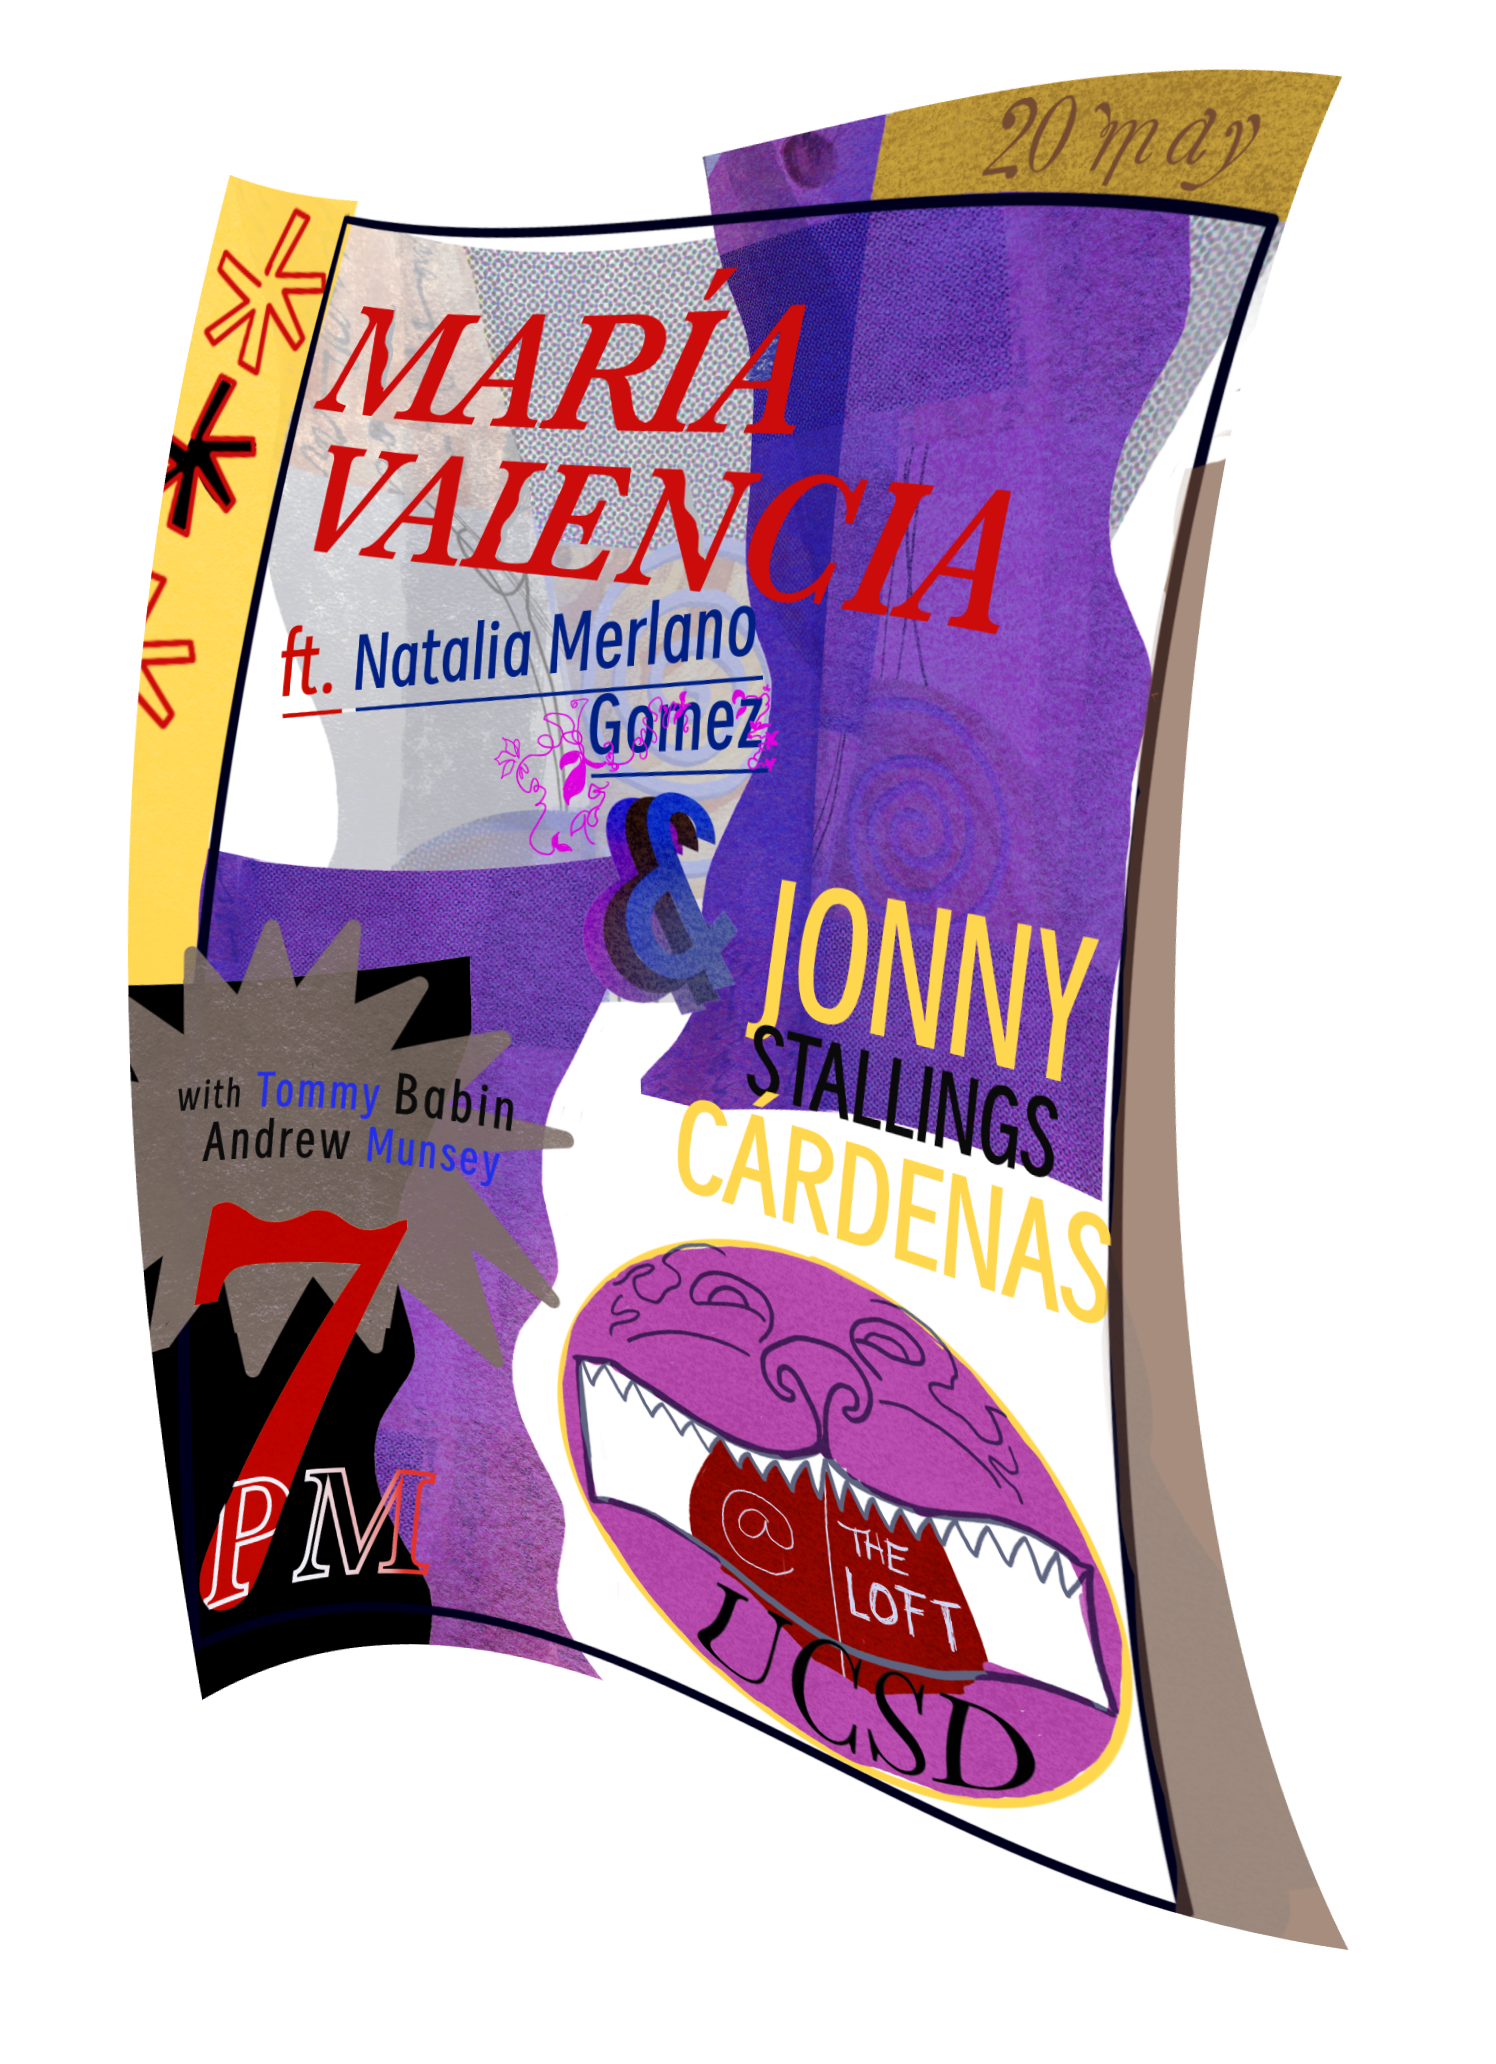 20 may
MARÍA
VALENCIA
ft. Natalia Merlano
Gomez
&
JONNY
STALLINGS
CÁRDENAS
with Tommy Babin
Andrew Munsey
7
PM
@ THE
LOFT
UCSD